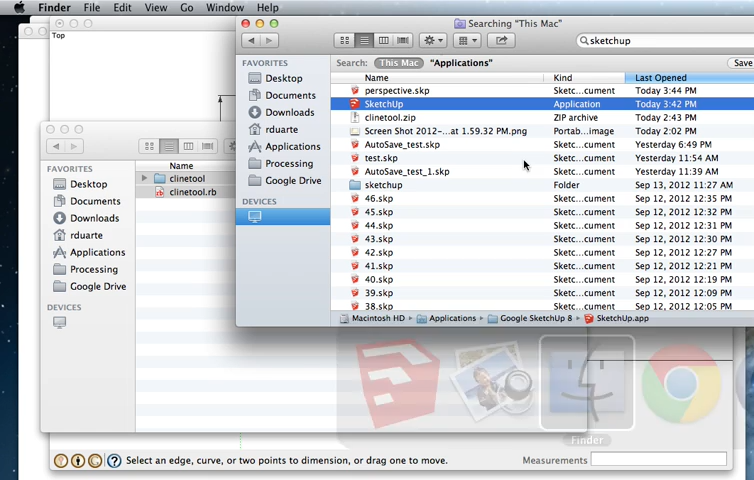 Finder File Edit View Go Window Help
Top
Searching "This Mac"
sketchup
Search: This Mac "Applications" Save
FAVORITES
Desktop
Documents
Downloads
rduarte
Applications
Processing
Google Drive
DEVICES
Name Kind Last Opened
perspective.skp Sketc...cument Today 3:44 PM
SketchUp Application Today 3:42 PM
clinetool.zip ZIP archive Today 2:43 PM
Screen Shot 2012-...at 1.59.32 PM.png Portab...image Today 2:02 PM
AutoSave_test.skp Sketc...cument Yesterday 6:49 PM
test.skp Sketc...cument Yesterday 11:54 AM
AutoSave_test_1.skp Sketc...cument Yesterday 11:39 AM
sketchup Folder Sep 13, 2012 11:27 AM
46.skp Sketc...cument Sep 12, 2012 12:35 PM
45.skp Sketc...cument Sep 12, 2012 12:32 PM
44.skp Sketc...cument Sep 12, 2012 12:31 PM
43.skp Sketc...cument Sep 12, 2012 12:30 PM
42.skp Sketc...cument Sep 12, 2012 12:27 PM
41.skp Sketc...cument Sep 12, 2012 12:21 PM
40.skp Sketc...cument Sep 12, 2012 12:19 PM
39.skp Sketc...cument Sep 12, 2012 12:09 PM
38.skp Sketc...cument Sep 12, 2012 12:05 PM
Macintosh HD Applications Google SketchUp 8 SketchUp.app
FAVORITES
Desktop
Documents
Downloads
rduarte
Applications
Processing
Google Drive
DEVICES
Name
clinetool
clinetool.rb
Finder
Select an edge, curve, or two points to dimension, or drag one to move. Measurements